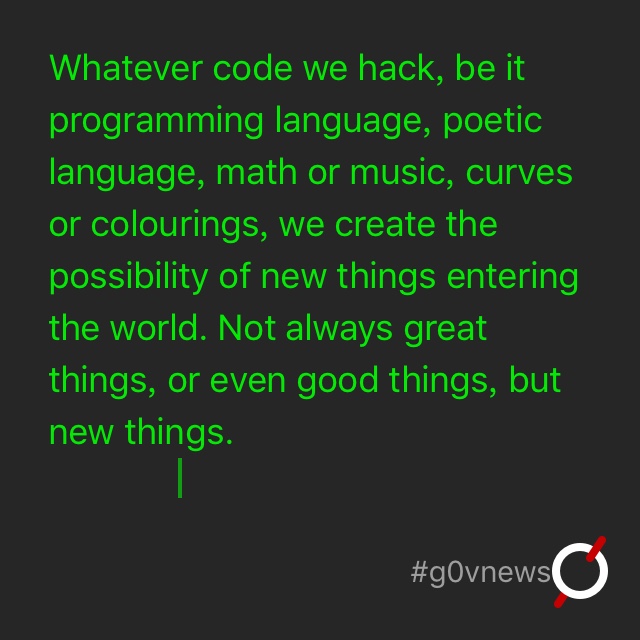 Whatever code we hack, be it
programming language, poetic
language, math or music, curves
or colourings, we create the
possibility of new things entering
the world. Not always great
things, or even good things, but
new things.
#g0vnews